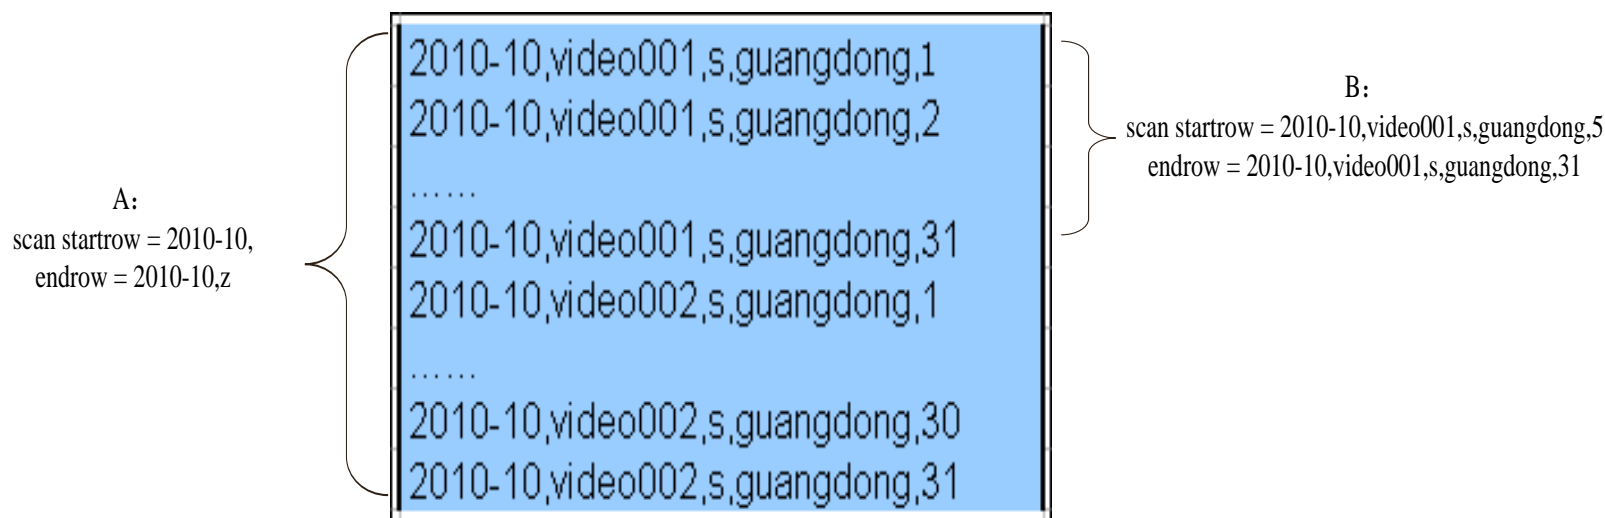 A：
scan startrow = 2010-10,
endrow = 2010-10,z
2010-10,video001,s,guangdong,1
2010-10,video001,s,guangdong,2
……
2010-10,video001,s,guangdong,31
2010-10,video002,s,guangdong,1
……
2010-10,video002,s,guangdong,30
2010-10,video002,s,guangdong,31
B：
scan startrow = 2010-10,video001,s,guangdong,5
endrow = 2010-10,video001,s,guangdong,31